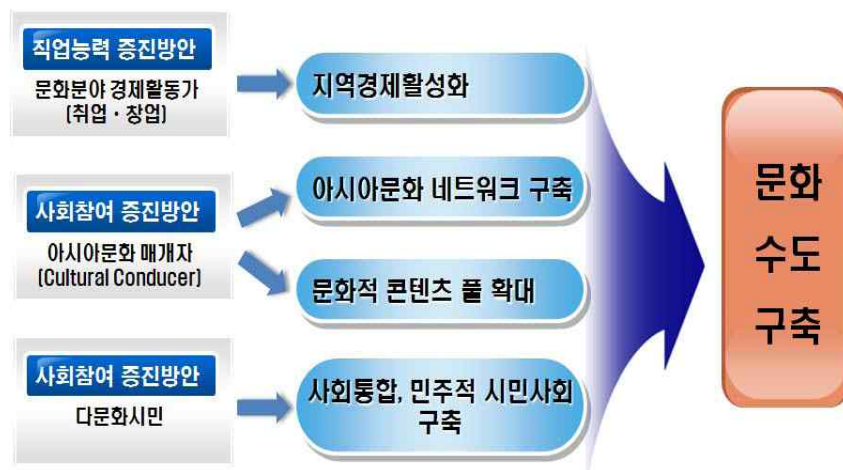 직업능력 증진방안
문화분야 경제활동가
(취업 · 창업)
지역경제활성화
사회참여 증진방안
아시아문화 매개자
(Cultural Conducer)
아시아문화 네트워크 구축
문화적 콘텐츠 풀 확대
사회참여 증진방안
다문화시민
사회통합, 민주적 시민사회
구축
문화
수도
구축